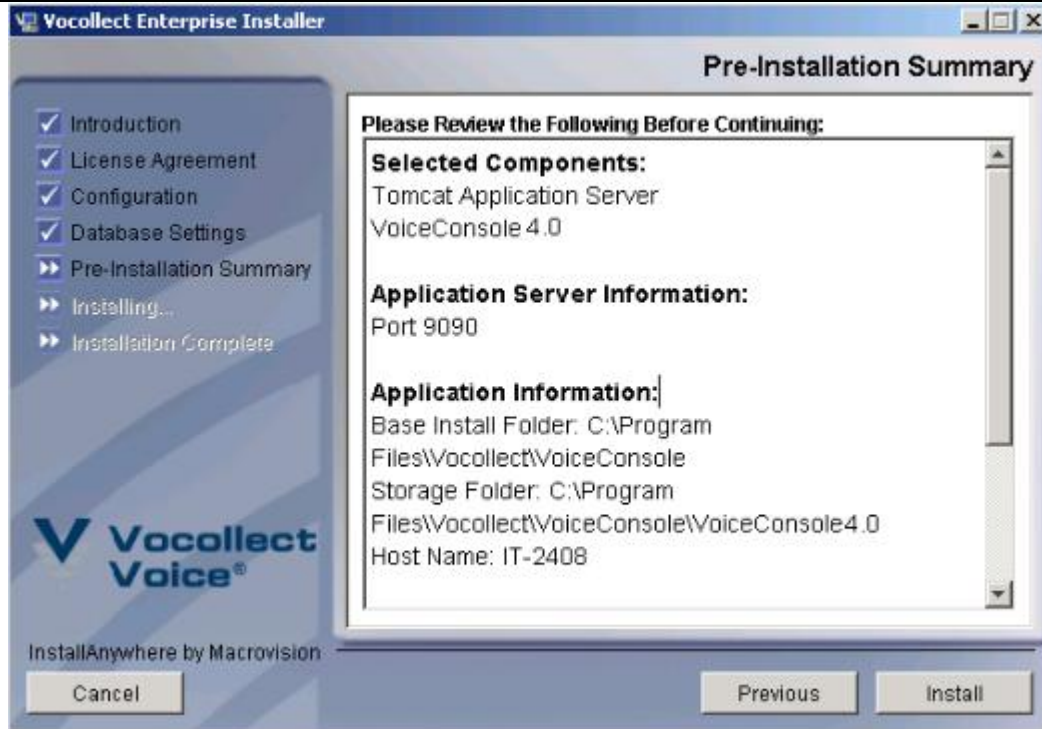 Vocollect Enterprise Installer
Pre-Installation Summary
Introduction
License Agreement
Configuration
Database Settings
Pre-Installation Summary
Installing...
Installation Complete
Please Review the Following Before Continuing:
Selected Components:
Tomcat Application Server
VoiceConsole 4.0
Application Server Information:
Port 9090
Application Information:
Base Install Folder: C:\Program
Files\Vocollect\VoiceConsole
Storage Folder: C:\Program
Files\Vocollect\VoiceConsole\VoiceConsole4.0
Host Name: IT-2408
Vocollect
Voice®
InstallAnywhere by Macrovision
Cancel
Previous
Install